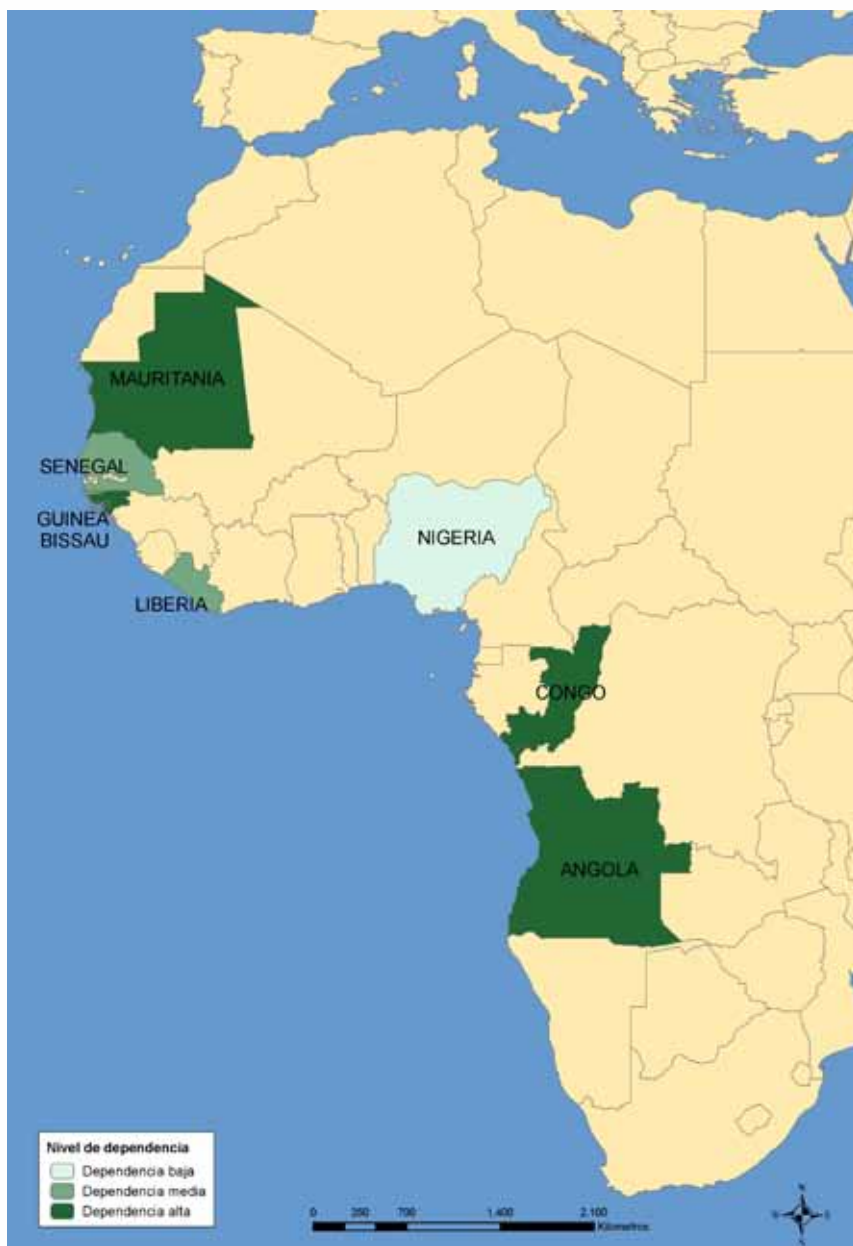 MAURITANIA
SENEGAL
GUINEA
BISSAU
NIGERIA
LIBERIA
CONGO
ANGOLA
Nivel de dependencia
Dependencia baja
Dependencia media
Dependencia alta
0 350 700 1.400 2.100
Kilometros
N
S